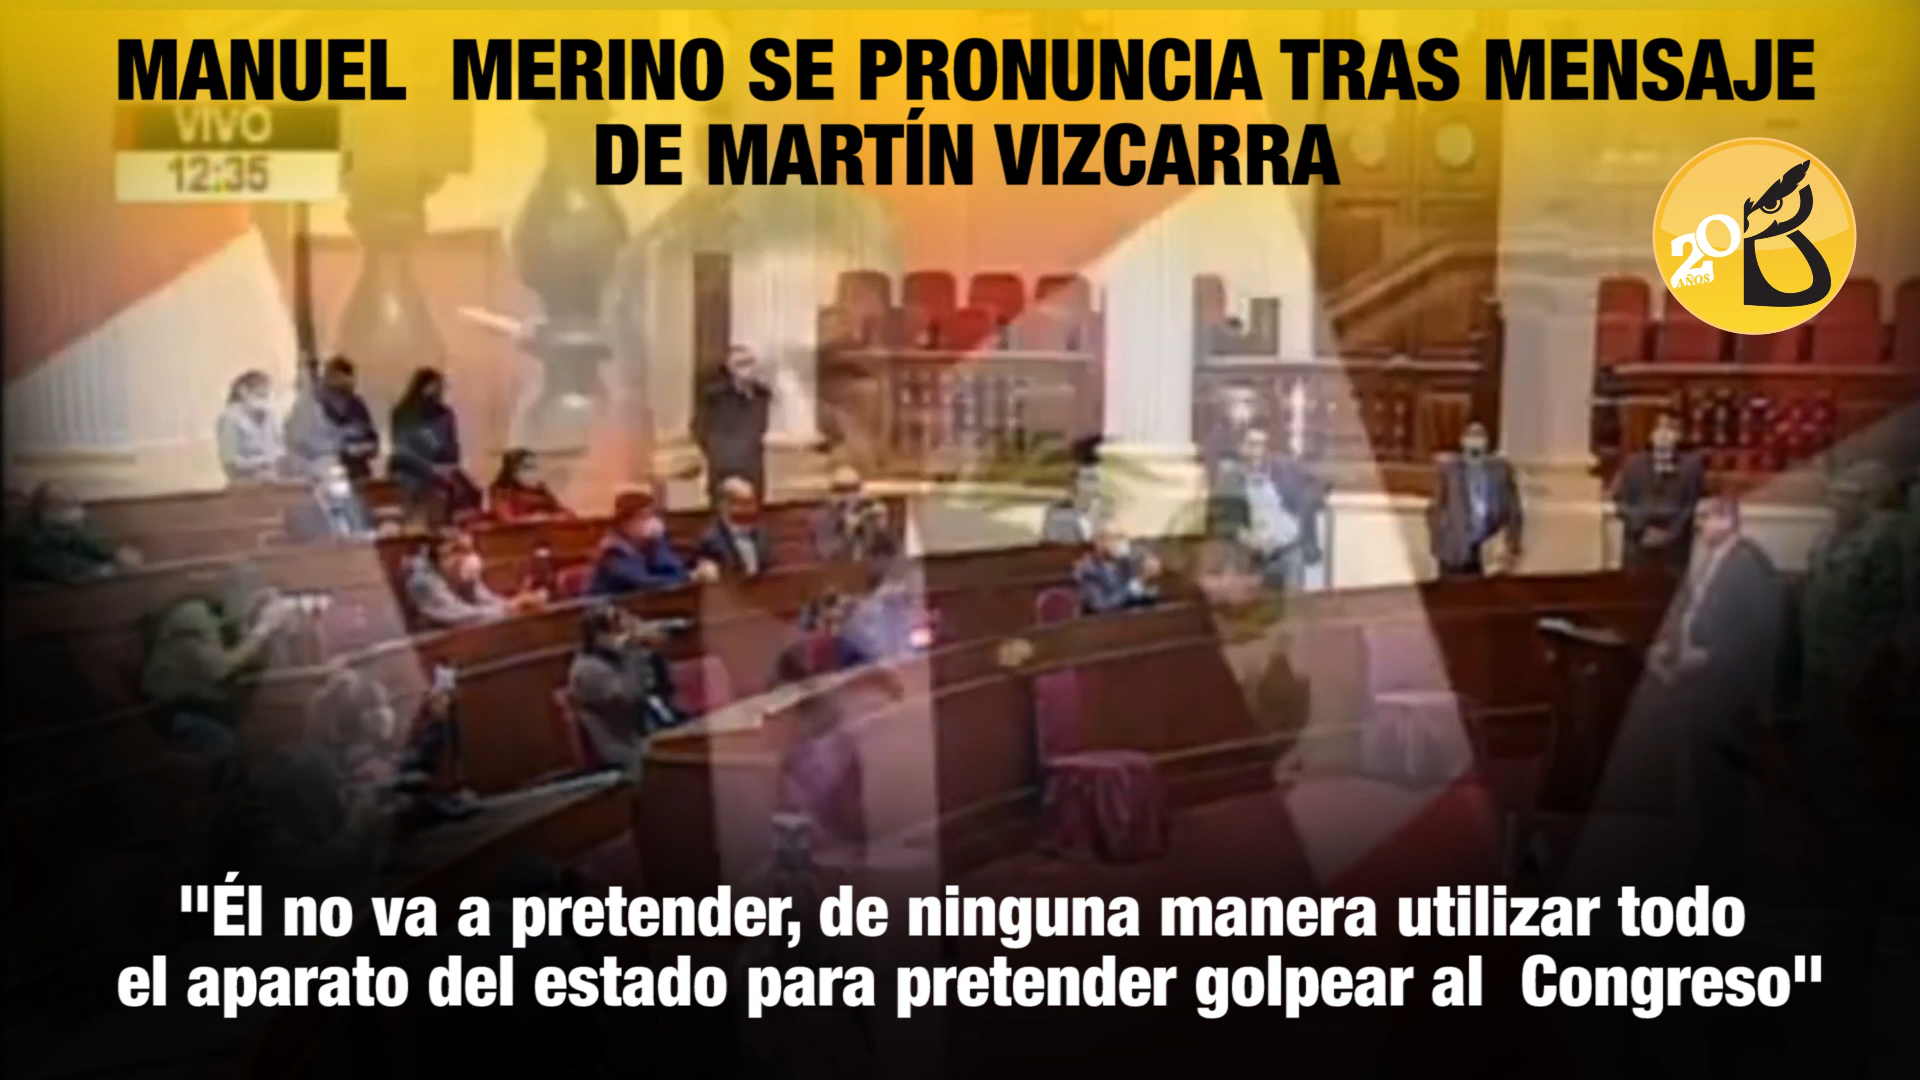 MANUEL MERINO SE PRONUNCIA TRAS MENSAJE
DE MARTÍN VIZCARRA
VIVO
12:35
20
AÑOS
B
"Él no va a pretender, de ninguna manera utilizar todo
el aparato del estado para pretender golpear al Congreso"